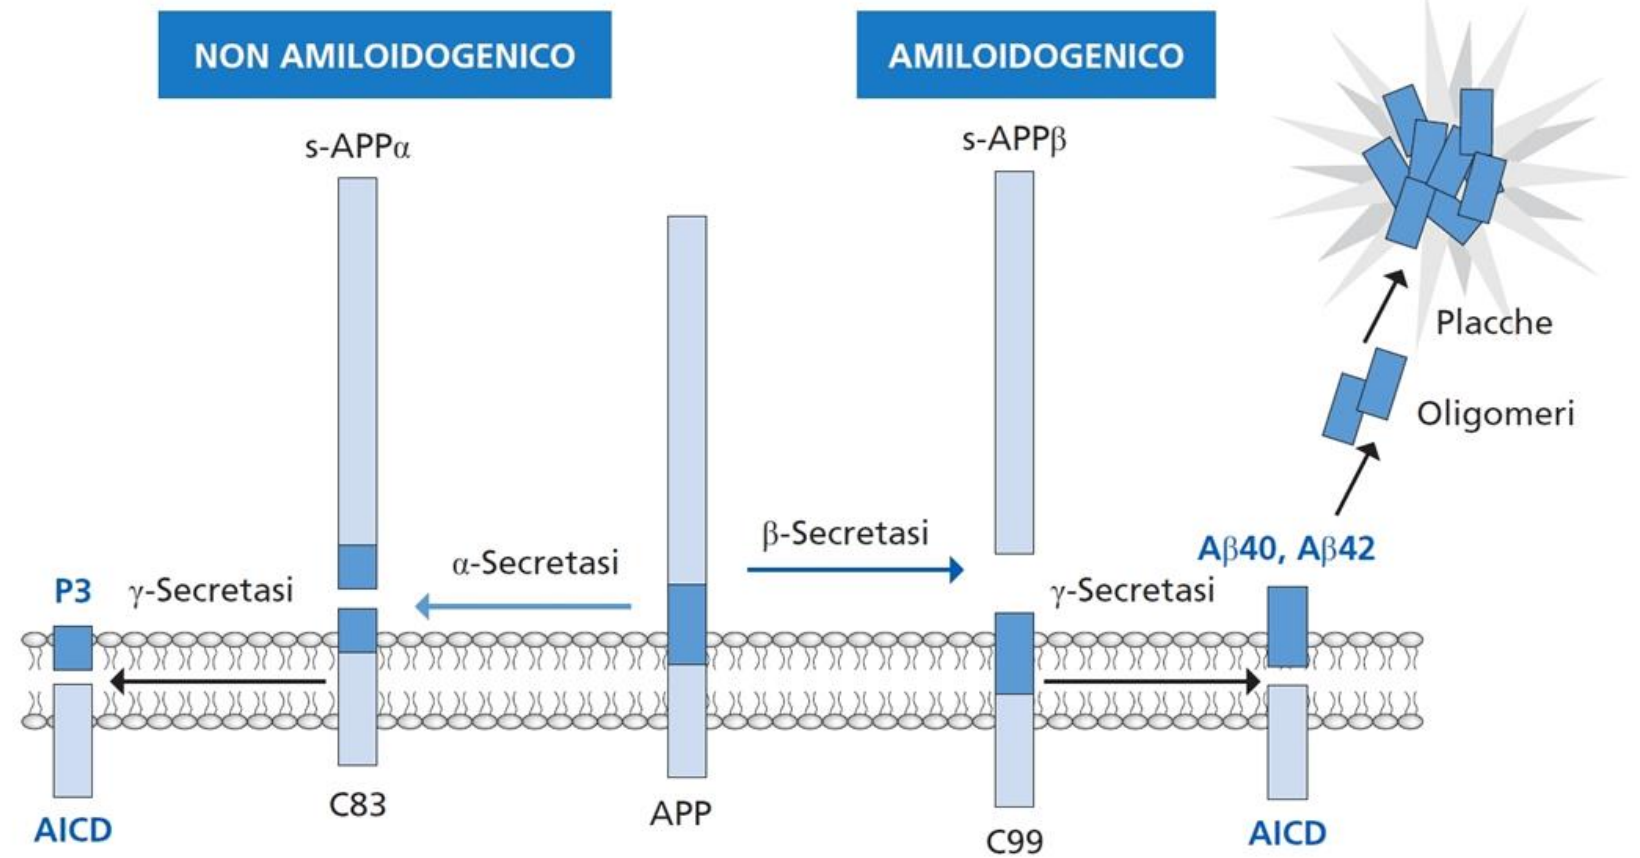 NON AMILOIDOGENICO
AMILOIDOGENICO
s-APPα
s-APPβ
Placche
Oligomeri
β-Secretasi
Aβ40, Aβ42
α-Secretasi
P3
γ-Secretasi
γ-Secretasi
C83
APP
AICD
C99
AICD